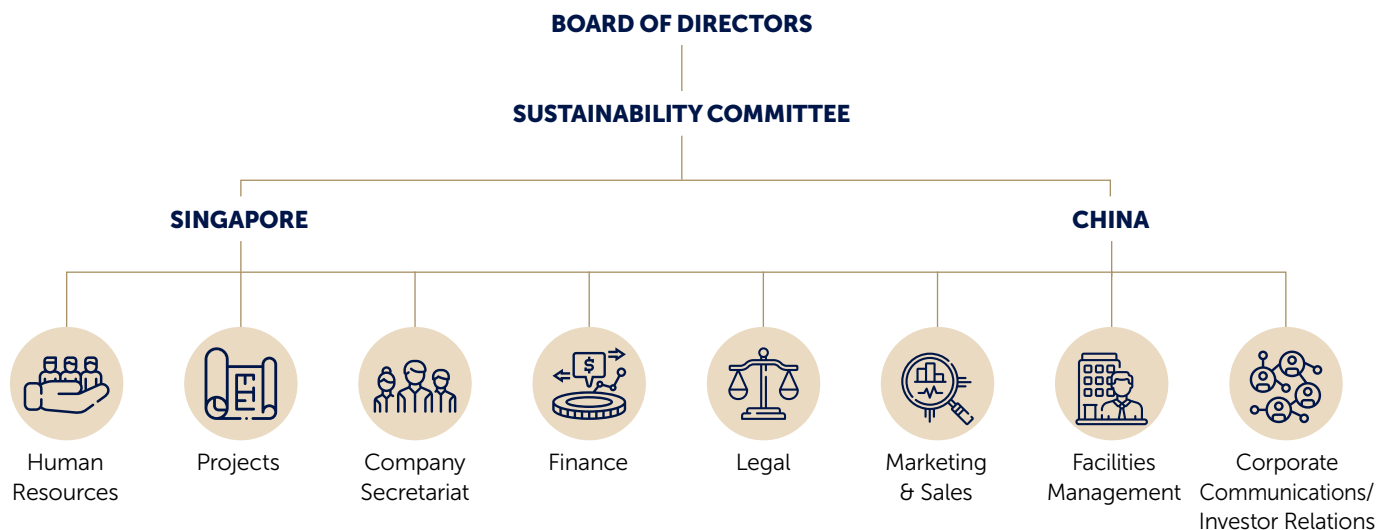 BOARD OF DIRECTORS
SUSTAINABILITY COMMITTEE
SINGAPORE
CHINA
$
Human
Resources
Projects
Company
Secretariat
Finance
Legal
Marketing
& Sales
Facilities
Management
Corporate
Communications/
Investor Relations